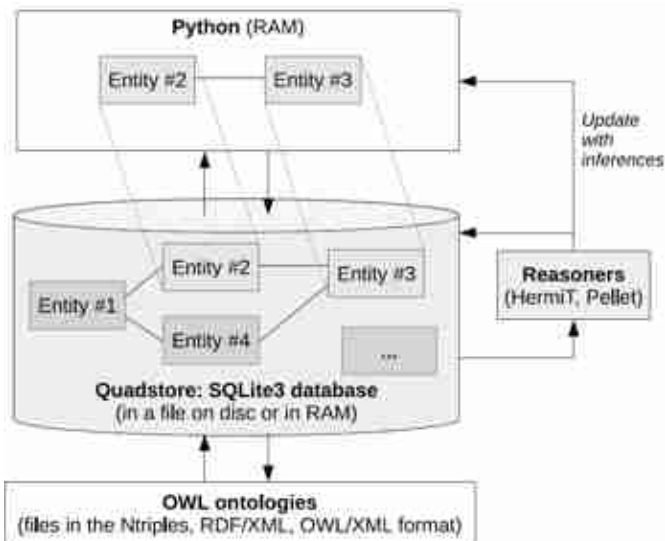 Python (RAM)
Entity #2
Entity #3
Update
with
inferences
Entity #2
Entity #3
Entity #1
Entity #4
...
Reasoners
(HermiT, Pellet)
Quadstore: SQLite3 database
(in a file on disc or in RAM)
OWL ontologies
(files in the Ntriples, RDF/XML, OWL/XML format)